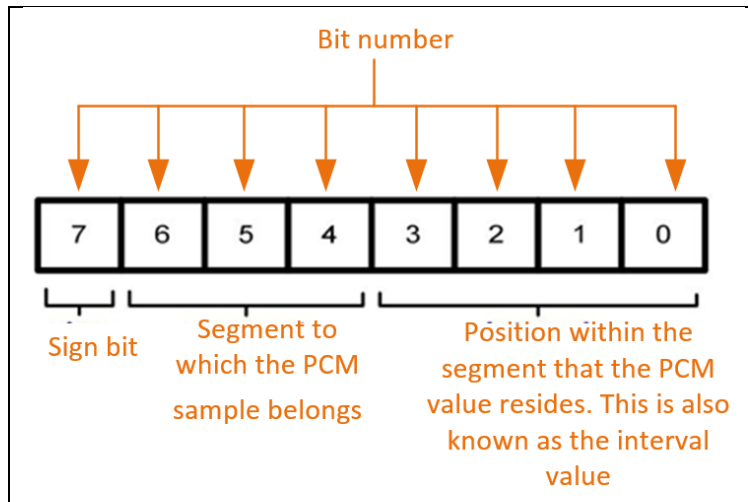 Bit number
7 6 5 4 3 2 1 0
Sign bit
Segment to
which the PCM
sample belongs
Position within the
segment that the PCM
value resides. This is also
known as the interval
value